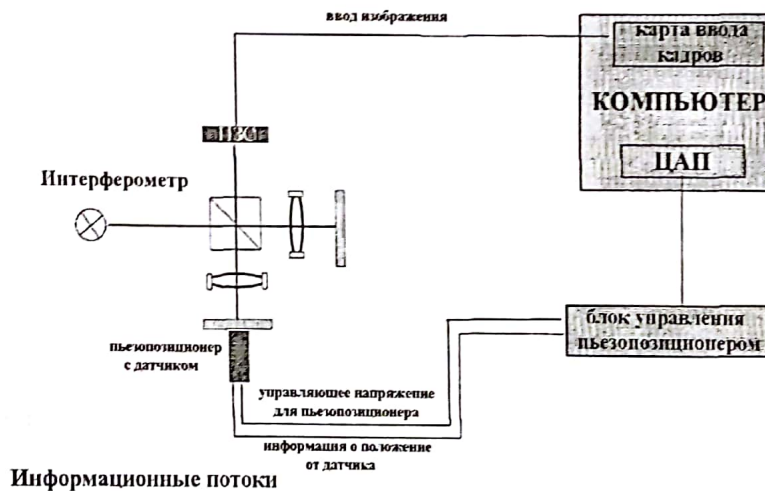 ввод изображения
карта ввода
кадров
КОМПЬЮТЕР
ЦАП
ПЗС
Интерферометр
блок управления
пьезопозиционером
пьезопозиционер
с датчиком
управляющее напряжение
для пьезопозиционера
информация о положение
от датчика
Информационные потоки